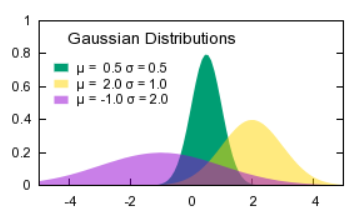 Gaussian Distributions
μ = 0.5 σ = 0.5
μ = 2.0 σ = 1.0
μ = -1.0 σ = 2.0
1
0.8
0.6
0.4
0.2
0
-4 -2 0 2 4